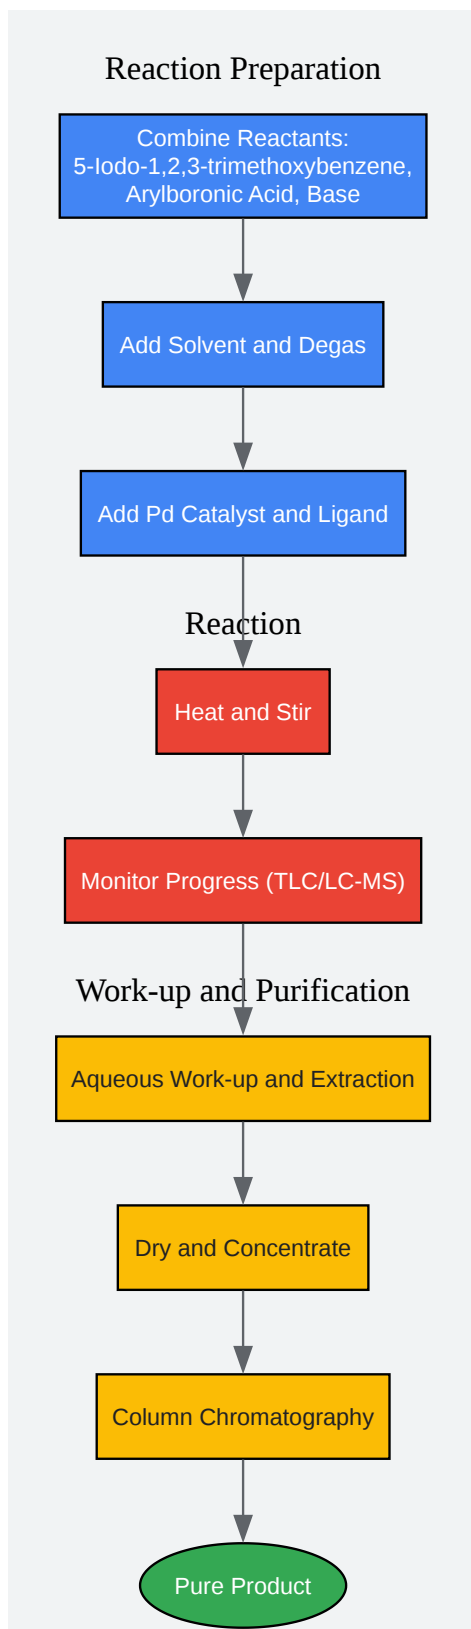 Reaction Preparation
Combine Reactants:
5-Iodo-1,2,3-trimethoxybenzene,
Arylboronic Acid, Base
Add Solvent and Degas
Add Pd Catalyst and Ligand
Reaction
Heat and Stir
Monitor Progress (TLC/LC-MS)
Work-up and Purification
Aqueous Work-up and Extraction
Dry and Concentrate
Column Chromatography
Pure Product